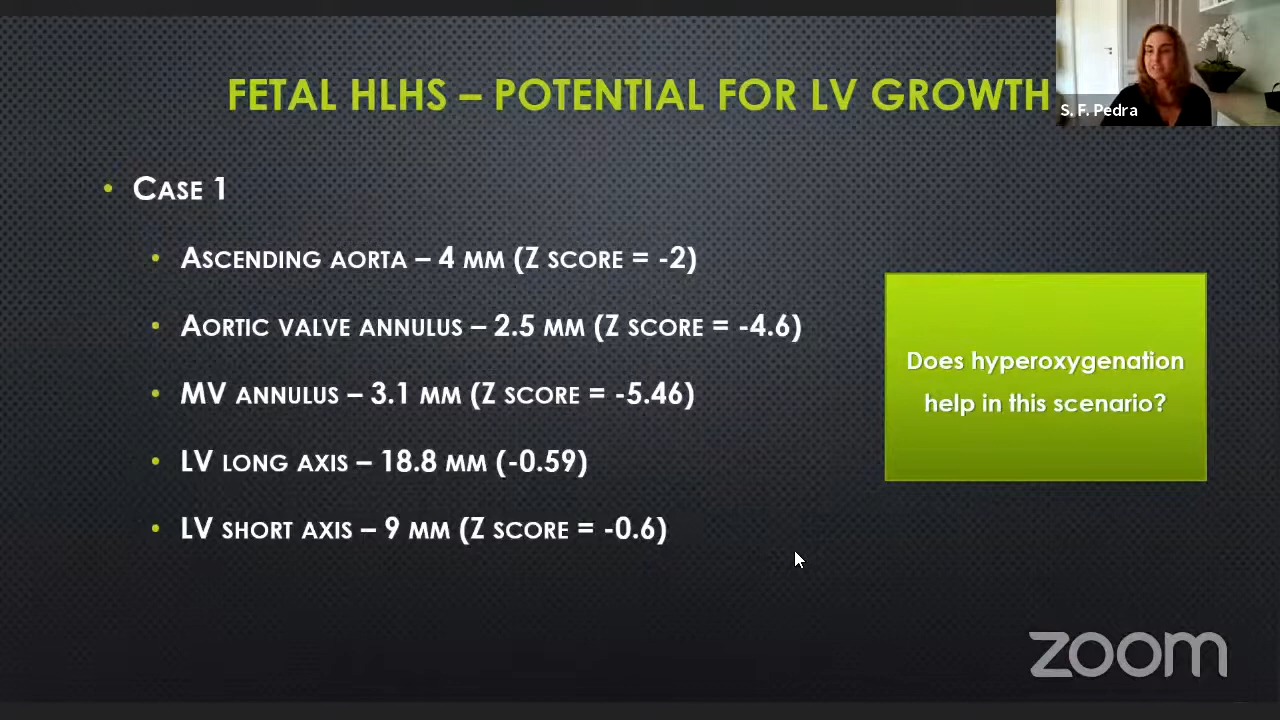 FETAL HLHS – POTENTIAL FOR LV GROWTH
S. F. Pedra
• CASE 1
• ASCENDING AORTA – 4 MM (Z SCORE = -2)
• AORTIC VALVE ANNULUS – 2.5 MM (Z SCORE = -4.6)
• MV ANNULUS – 3.1 MM (Z SCORE = -5.46)
• LV LONG AXIS – 18.8 MM (-0.59)
• LV SHORT AXIS – 9 MM (Z SCORE = -0.6)
Does hyperoxygenation
help in this scenario?
zoom